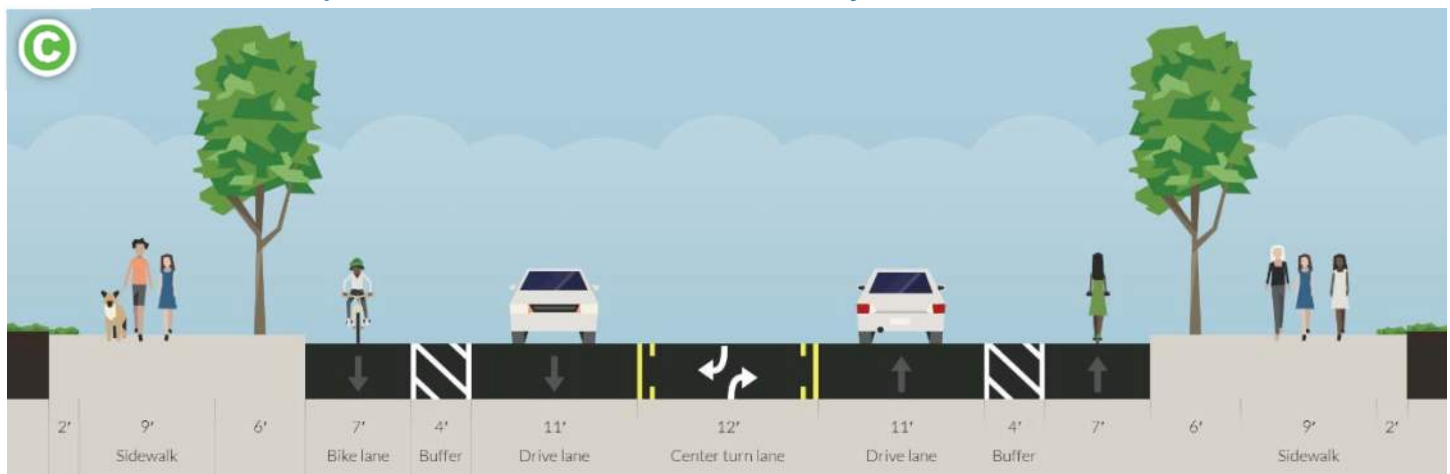 C
2' 9' 6' 7' 4' 11' 12' 11' 4' 7' 6' 9' 2'
Sidewalk Bike lane Buffer Drive lane Center turn lane Drive lane Buffer Sidewalk